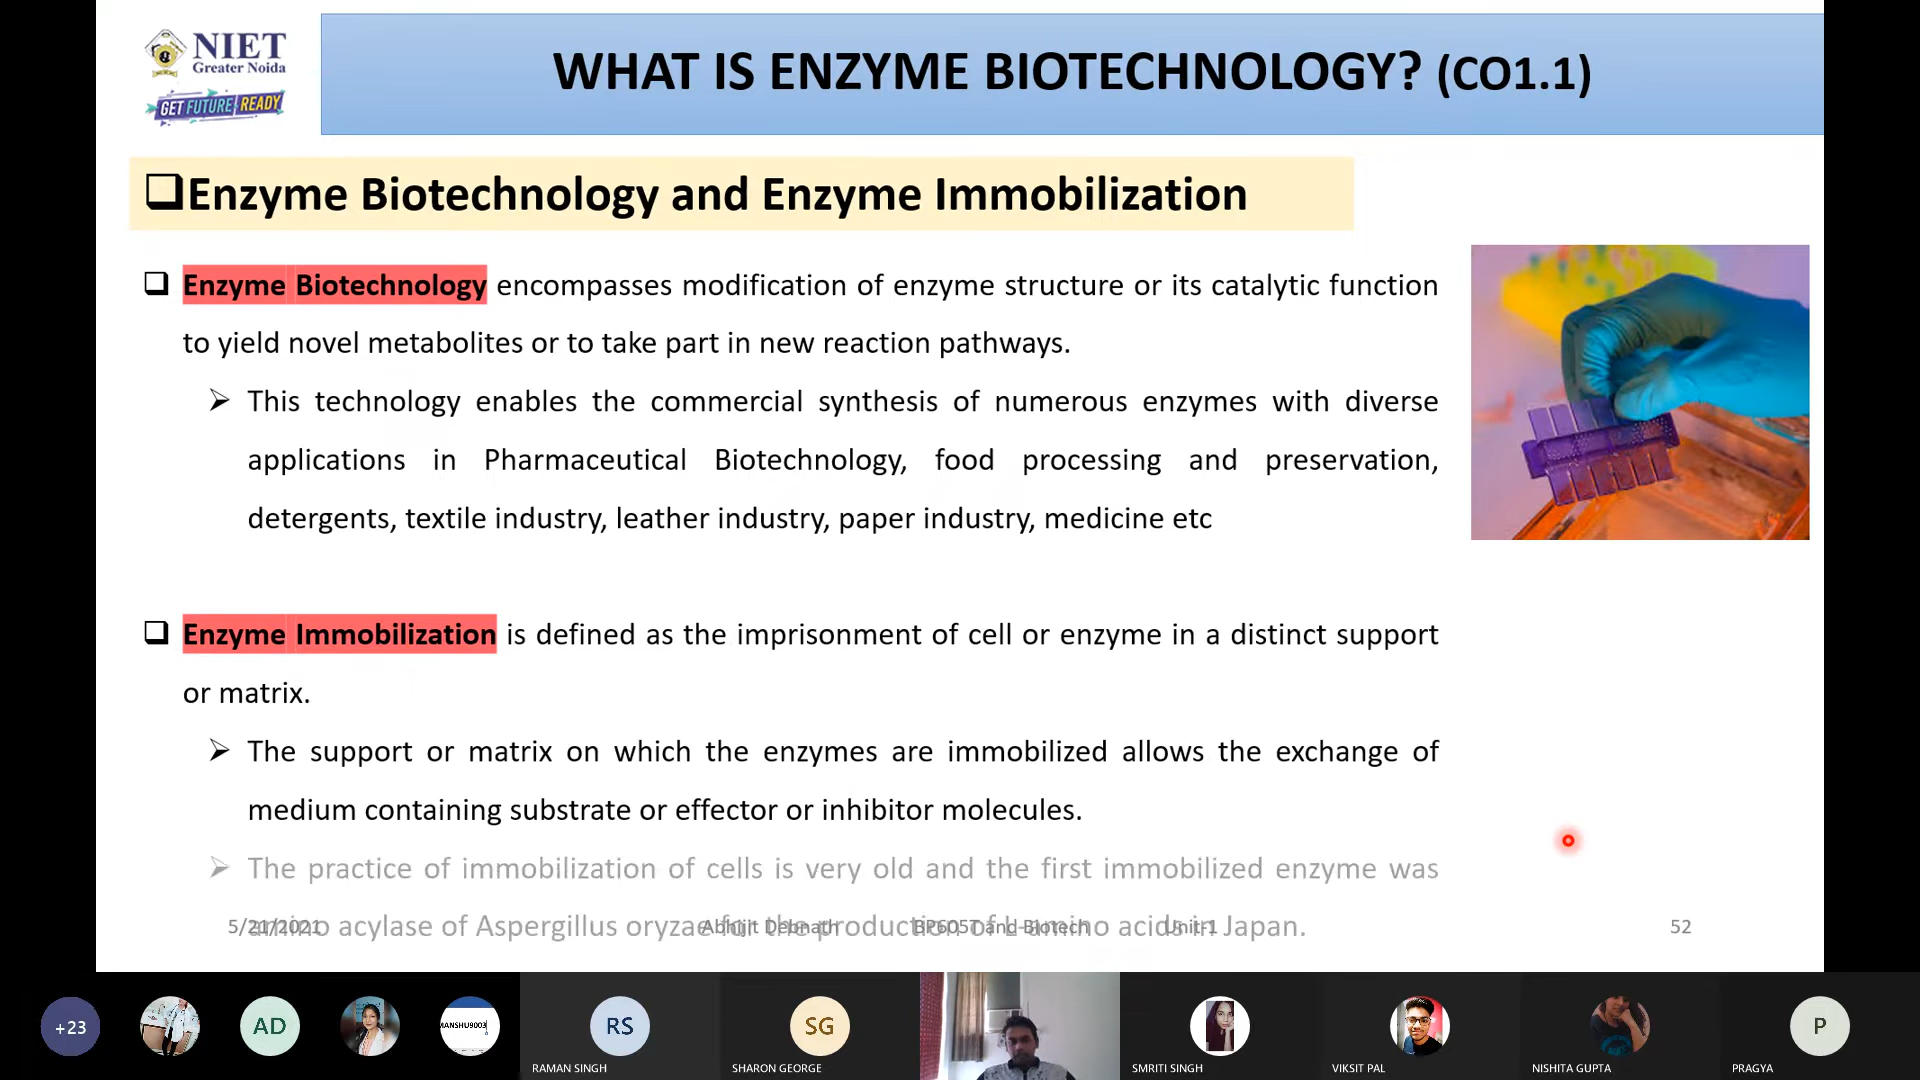 NIET
Greater Noida
GET FUTURE READY
WHAT IS ENZYME BIOTECHNOLOGY? (CO1.1)
❑Enzyme Biotechnology and Enzyme Immobilization
❑ Enzyme Biotechnology encompasses modification of enzyme structure or its catalytic function
to yield novel metabolites or to take part in new reaction pathways.
➢ This technology enables the commercial synthesis of numerous enzymes with diverse
applications in Pharmaceutical Biotechnology, food processing and preservation,
detergents, textile industry, leather industry, paper industry, medicine etc
❑ Enzyme Immobilization is defined as the imprisonment of cell or enzyme in a distinct support
or matrix.
➢ The support or matrix on which the enzymes are immobilized allows the exchange of
medium containing substrate or effector or inhibitor molecules.
➢ The practice of immobilization of cells is very old and the first immobilized enzyme was
amino acylase of Aspergillus oryzae for the production of L-amino acids in Japan.
5/21/2021 Abhijit Debnath BP605T and Biotech Unit-1 52
+23 AD MANSHU9003 RS SG P
RAMAN SINGH SHARON GEORGE SMRITI SINGH VIKSIT PAL NISHITA GUPTA PRAGYA